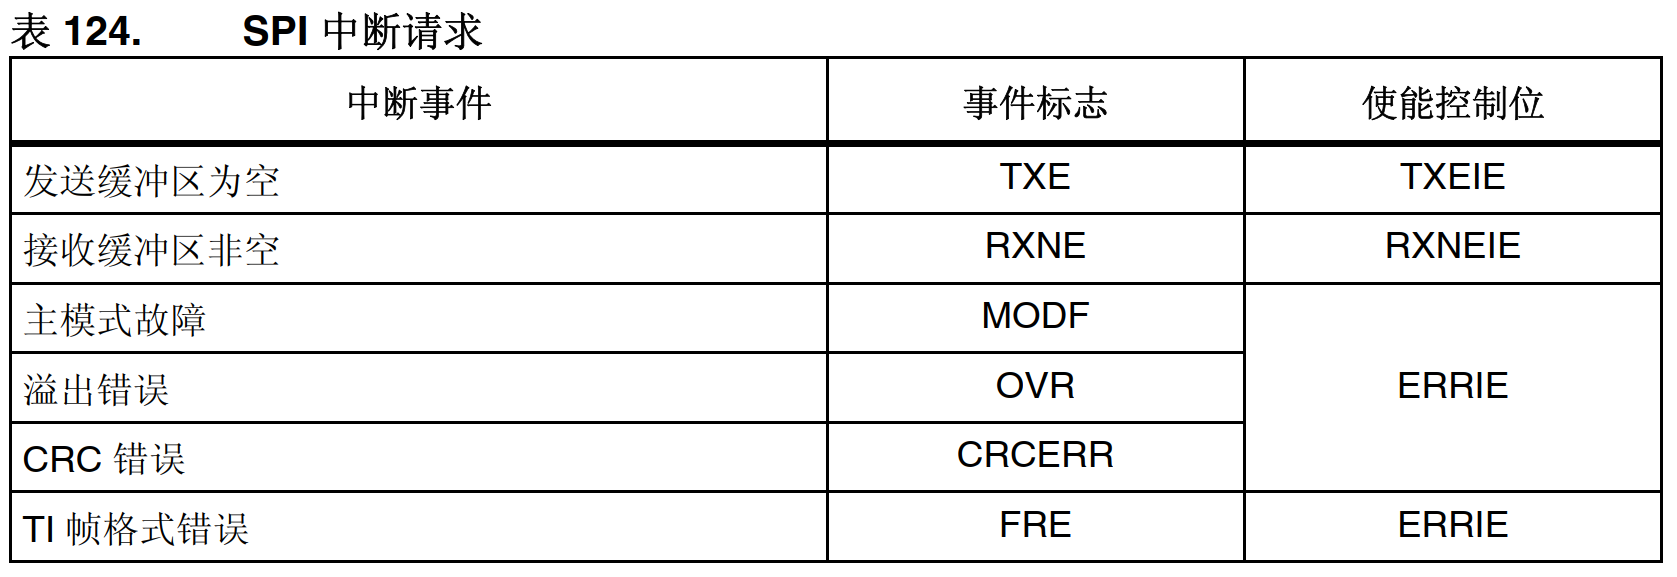 表 124. SPI 中断请求
中断事件 事件标志 使能控制位
发送缓冲区为空 TXE TXEIE
接收缓冲区非空 RXNE RXNEIE
主模式故障 MODF
溢出错误 OVR ERRIE
CRC 错误 CRCERR
TI 帧格式错误 FRE ERRIE